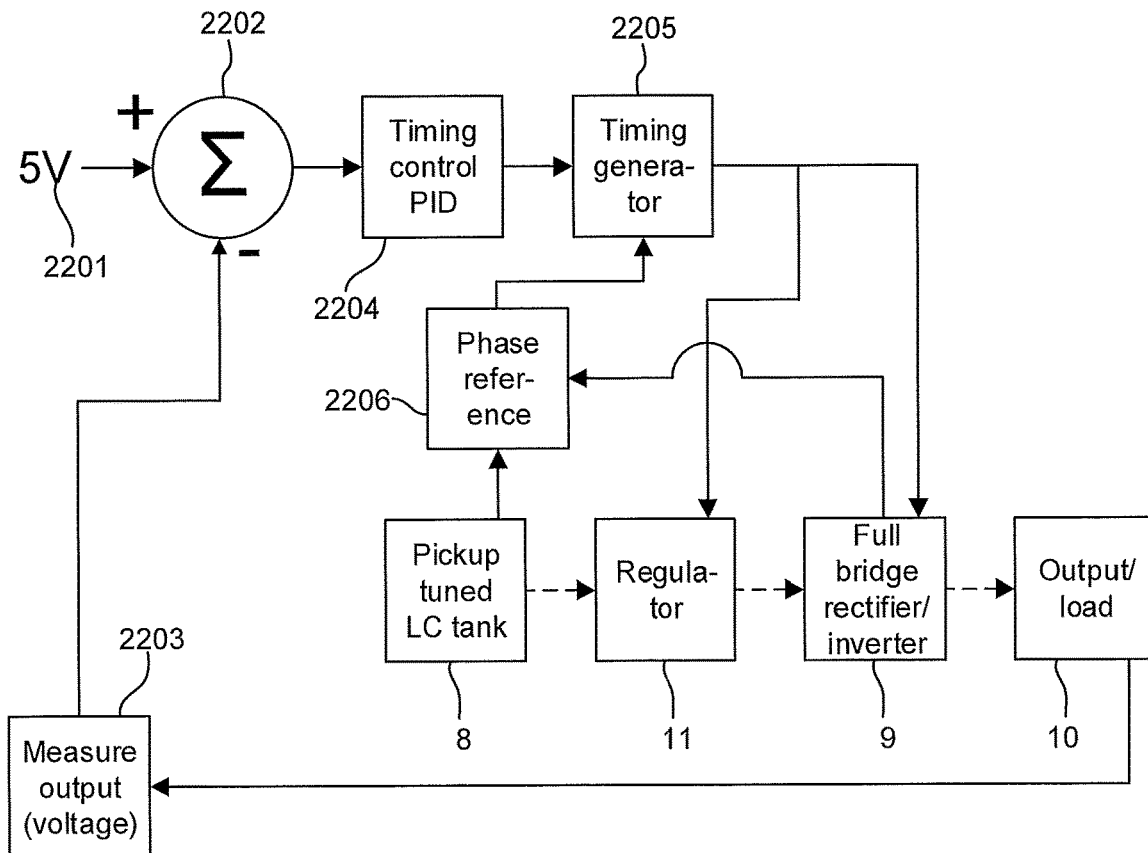 2202
2205
+
5V
Σ
-
2201
Timing
control
PID
2204
Timing
genera-
tor
Phase
refer-
ence
2206
Pickup
tuned
LC tank
8
Regula-
tor
11
Full
bridge
rectifier/
inverter
9
Output/
load
10
2203
Measure
output
(voltage)